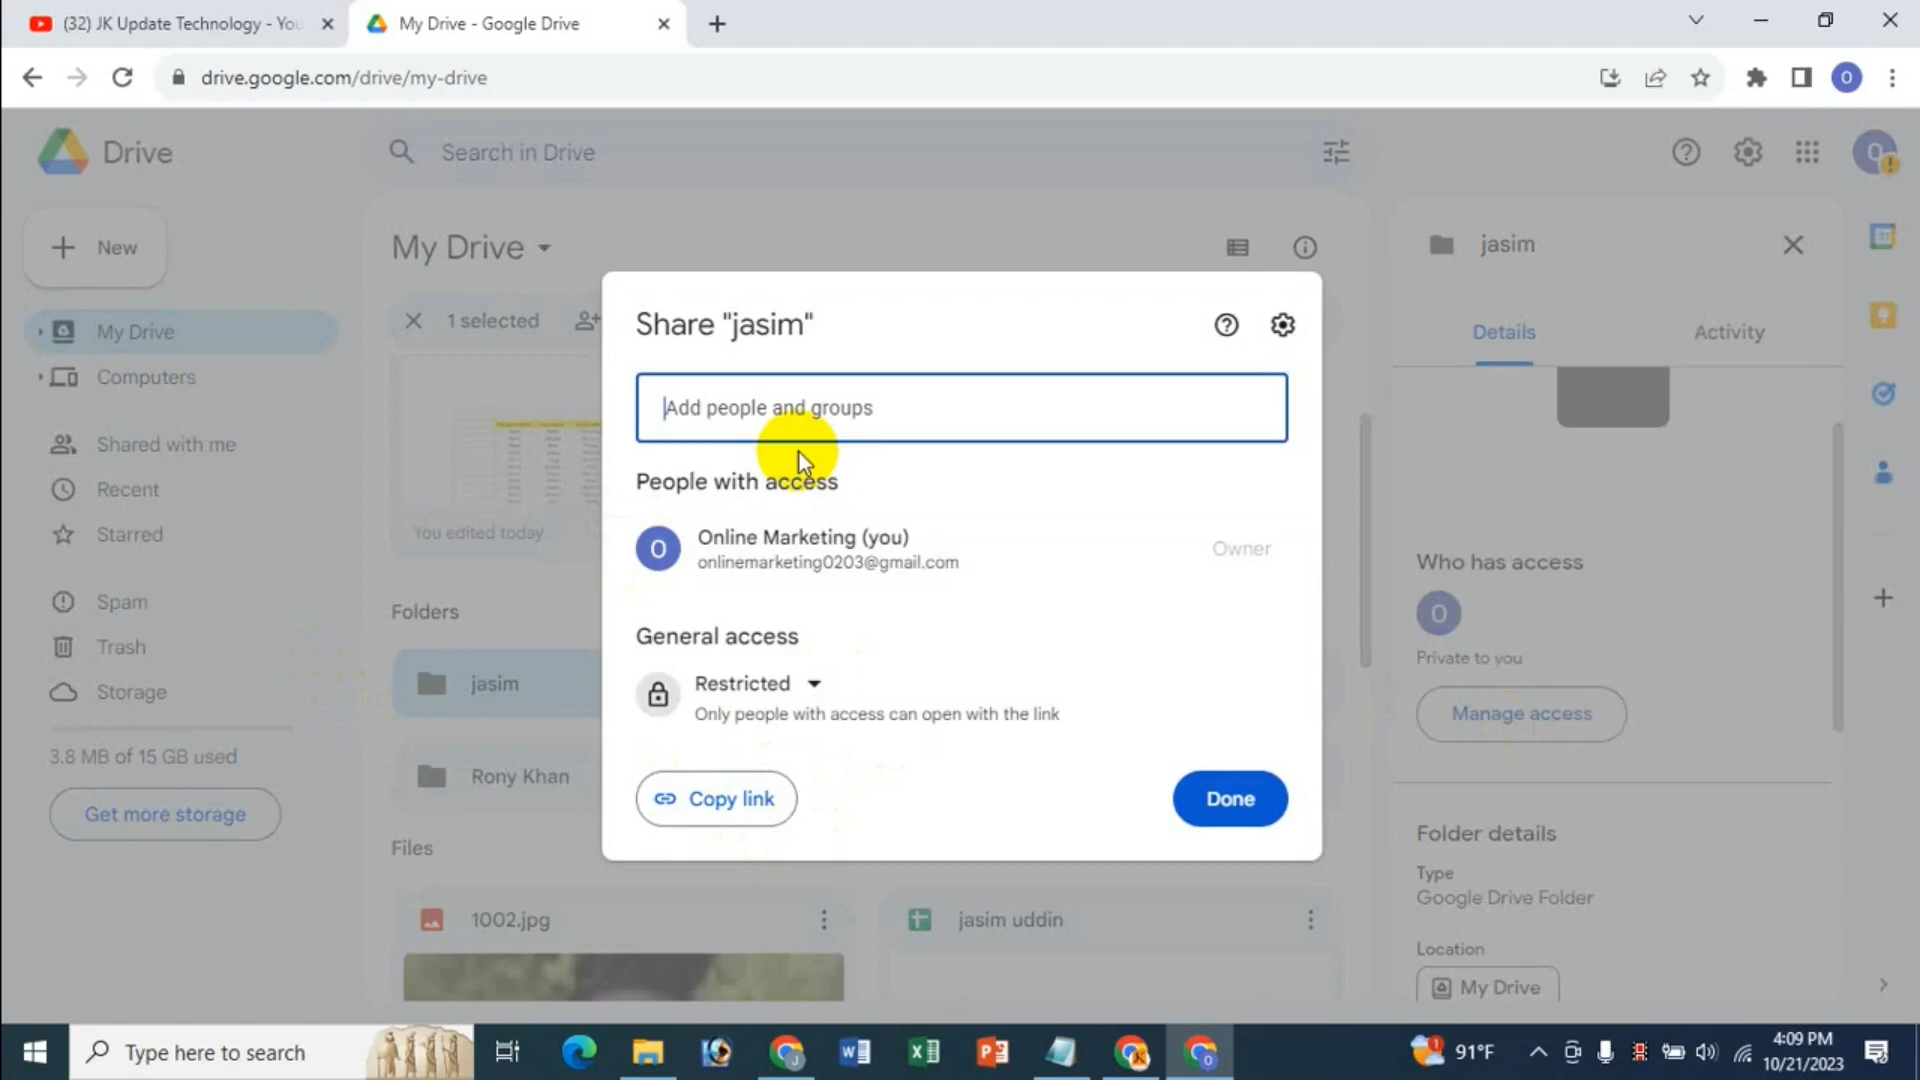 (32) JK Update Technology - You
My Drive - Google Drive
drive.google.com/drive/my-drive
O
Drive
Search in Drive
O
New
My Drive
1 selected
My Drive
Computers
Shared with me
Recent
Starred
Spam
Trash
Storage
3.8 MB of 15 GB used
Get more storage
You edited today
Folders
jasim
Rony Khan
Files
1002.jpg
jasim uddin
Share "jasim"
Add people and groups
People with access
O
Online Marketing (you)
onlinemarketing0203@gmail.com
Owner
General access
Restricted
Only people with access can open with the link
Copy link
Done
jasim
Details
Activity
Who has access
O
Private to you
Manage access
Folder details
Type
Google Drive Folder
Location
My Drive
Type here to search
91°F
4:09 PM
10/21/2023